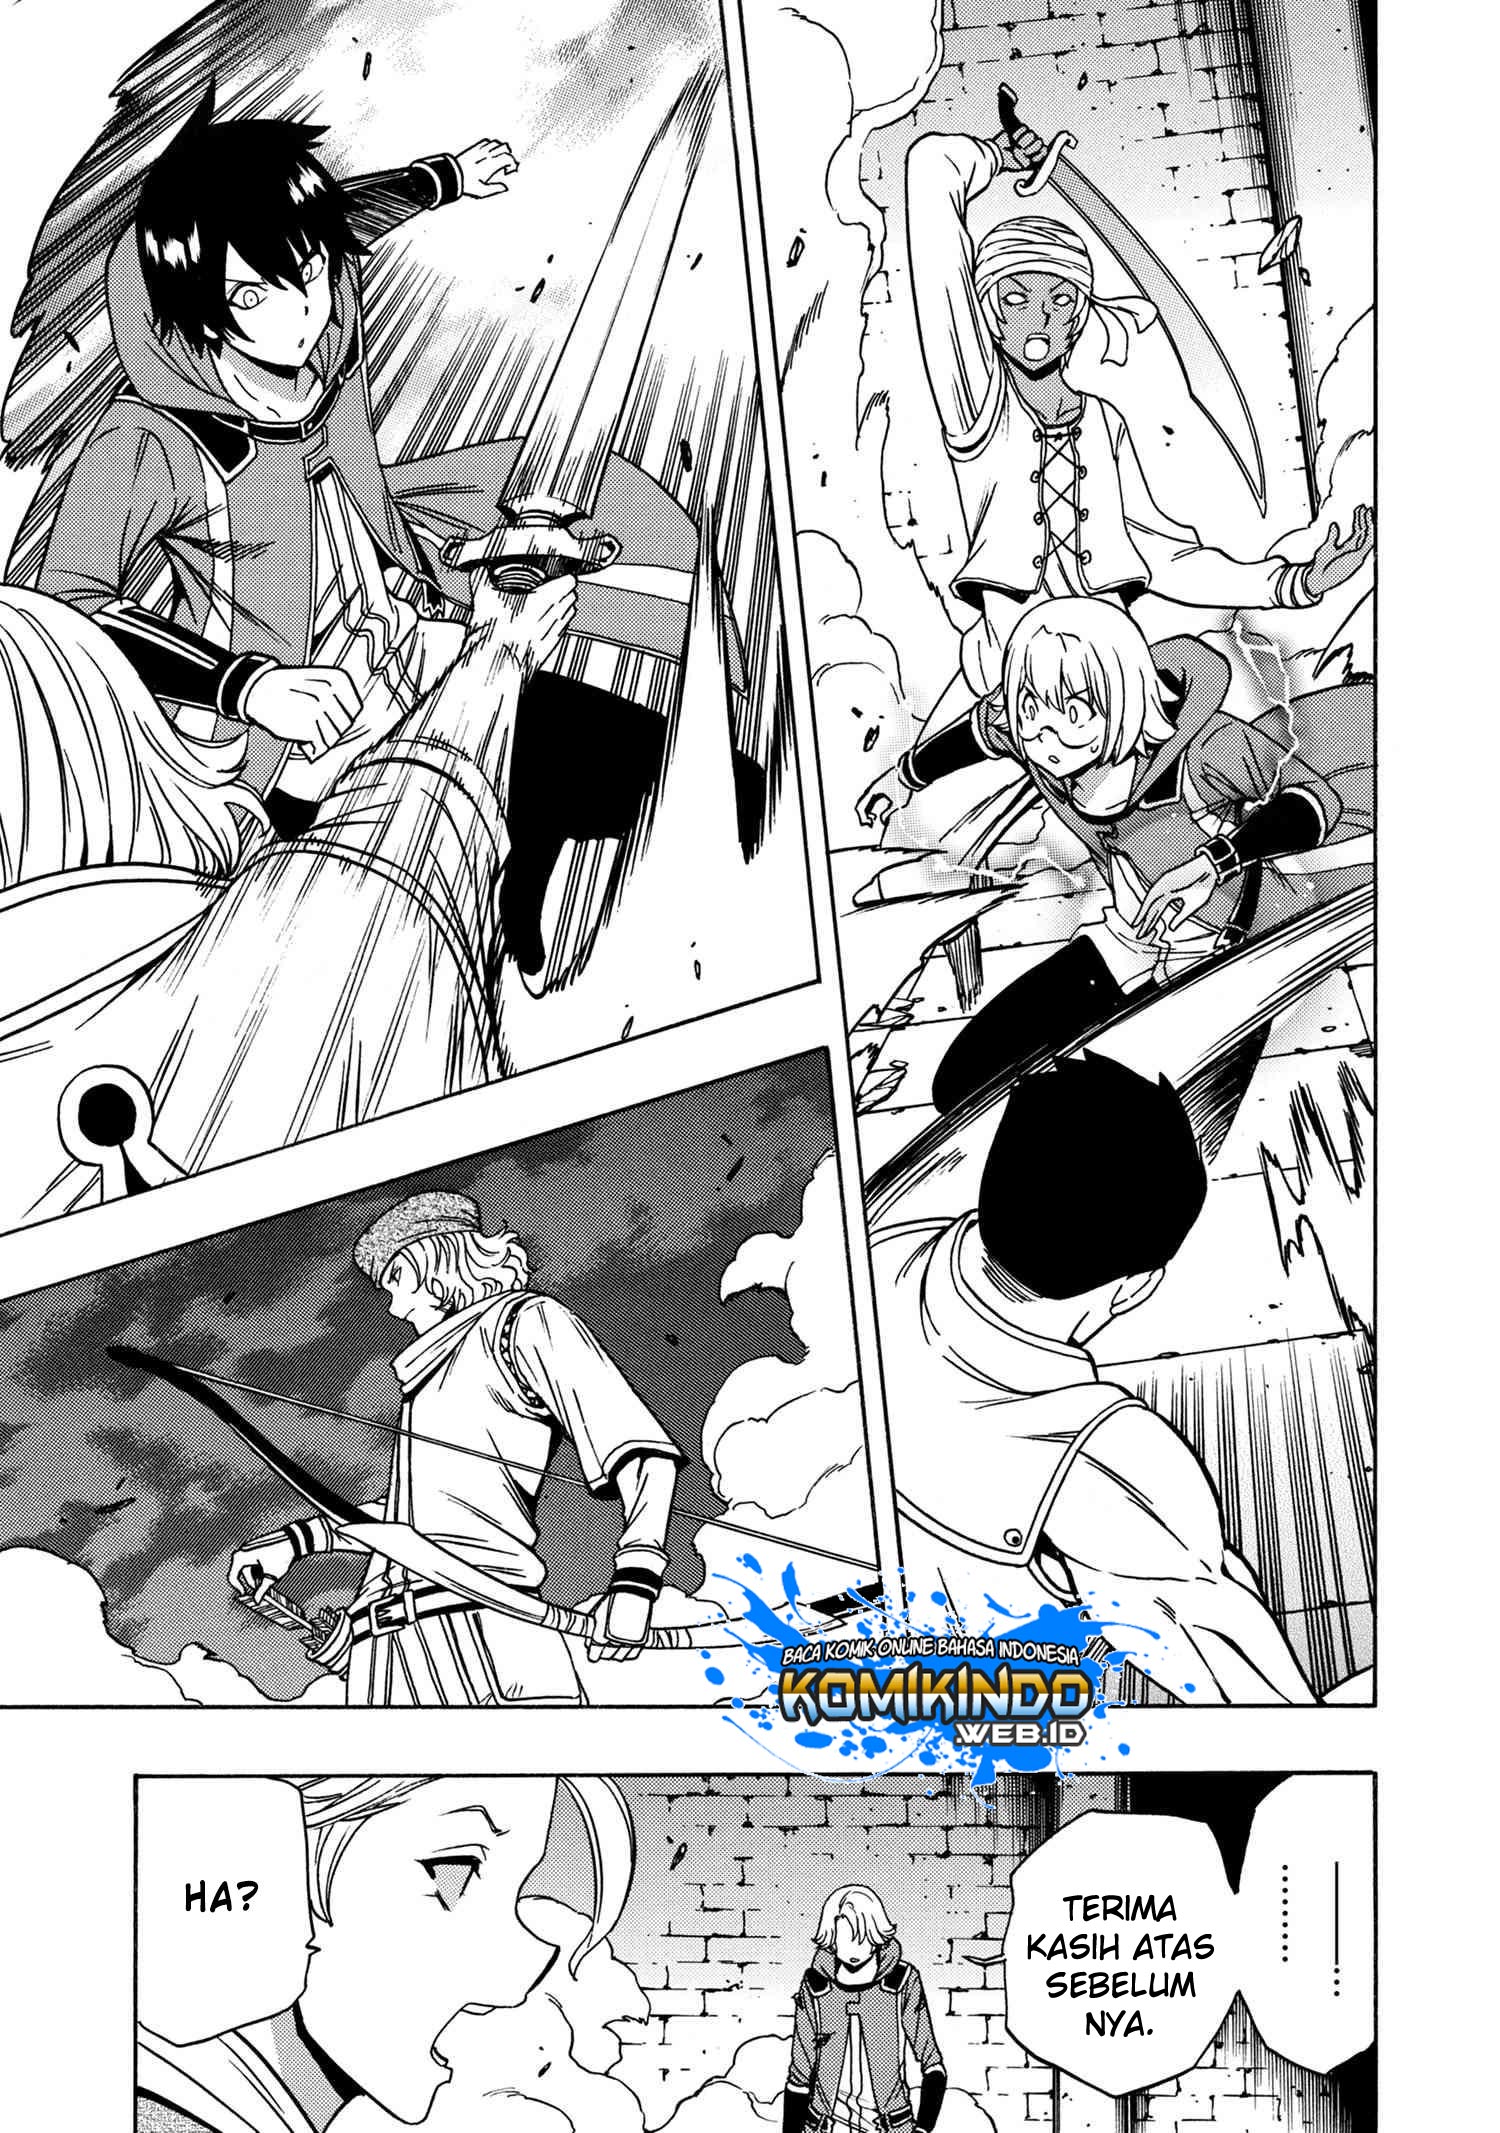 BACA KOMIK ONLINE BAHASA INDONESIA
KOMIKINDO
.WEB.ID
TERIMA
KASIH ATAS
SEBELUM
NYA.
HA?